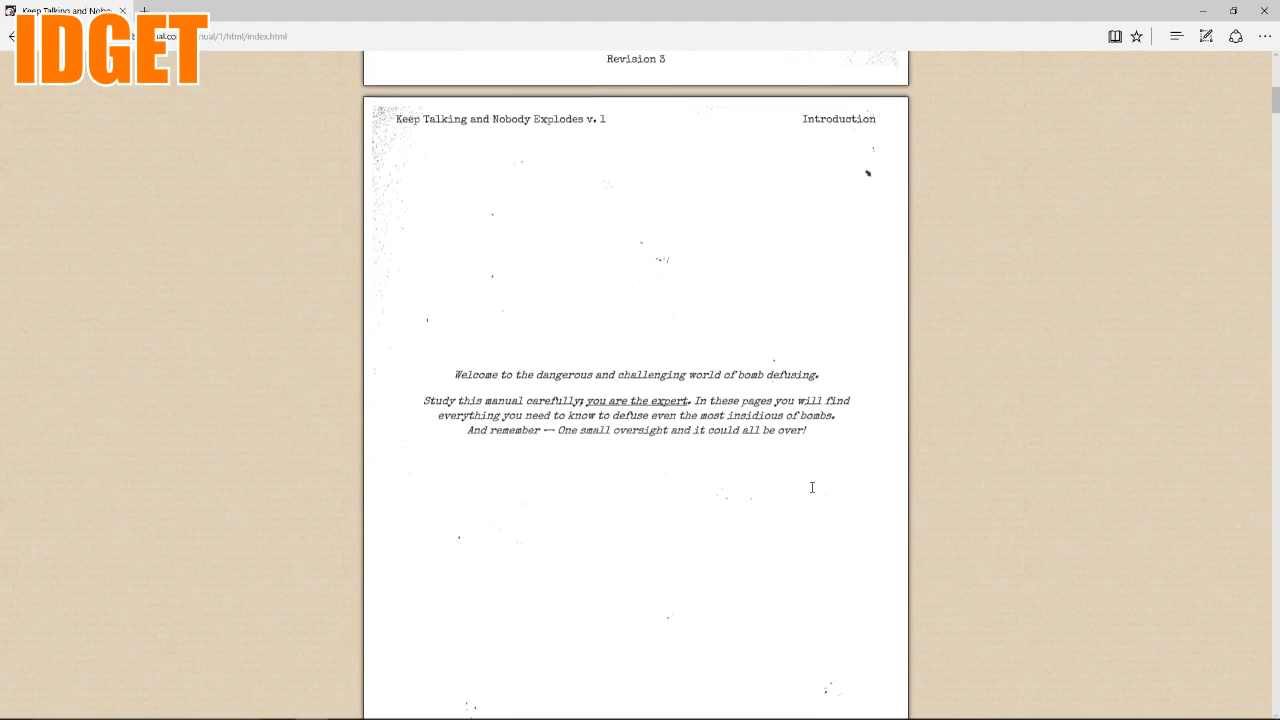 Keep Talking and Nobod
IDGET
ual.com
nual/1/html/index.html
Revision 3
Keep Talking and Nobody Explodes v. 1
Introduction
Welcome to the dangerous and challenging world of bomb defusing.
Study this manual carefully; you are the expert. In these pages you will find
everything you need to know to defuse even the most insidious of bombs.
And remember — One small oversight and it could all be over!